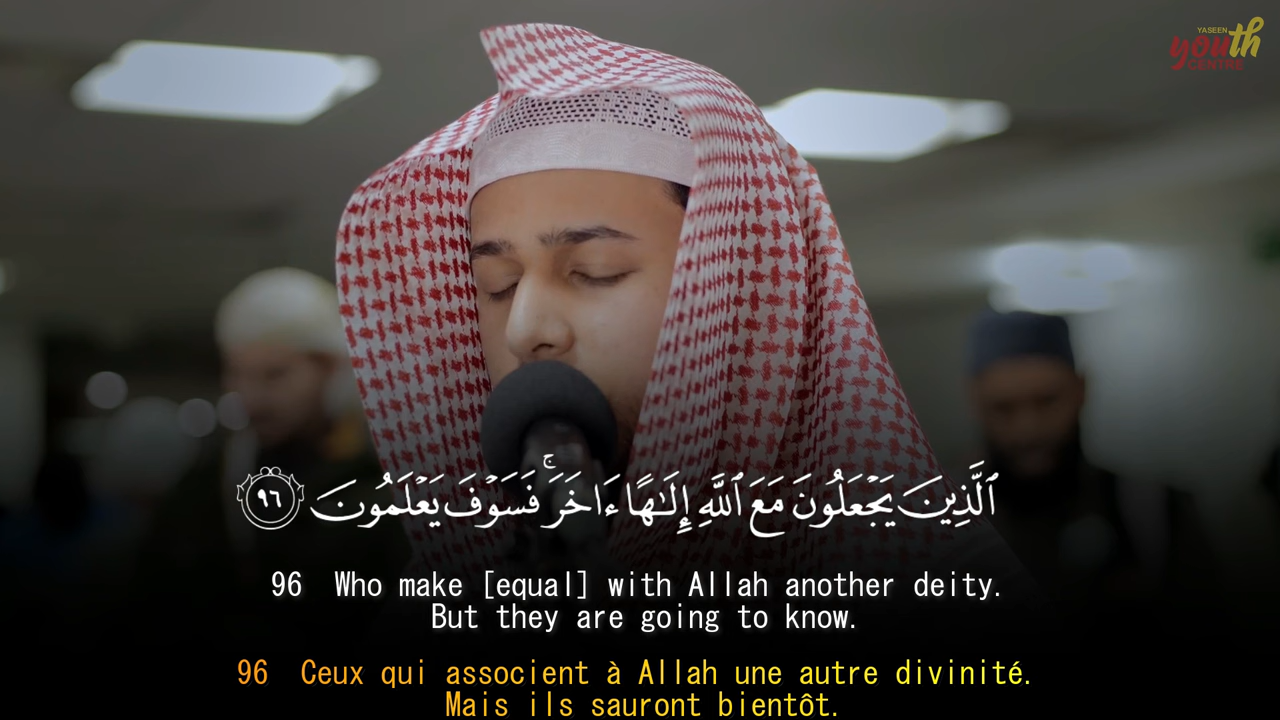 YASEEN
youth
CENTRE
ٱلَّذِينَ يَجْعَلُونَ مَعَ ٱللَّهِ إِلَـٰهًا ءَاخَرَ ۚ فَسَوْفَ يَعْلَمُونَ ٩٦
96 Who make [equal] with Allah another deity.
But they are going to know.
96 Ceux qui associent à Allah une autre divinité.
Mais ils sauront bientôt.